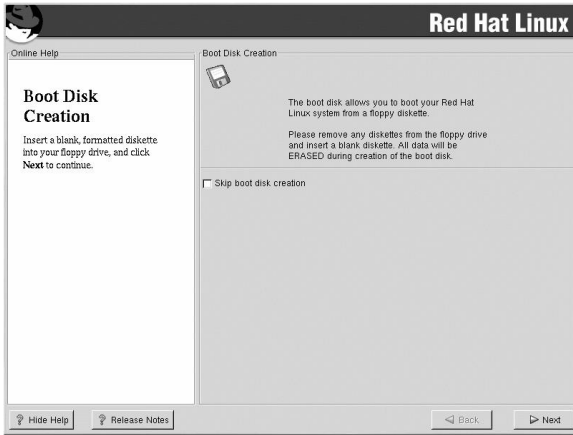 Red Hat Linux
Online Help
Boot Disk
Creation
Insert a blank, formatted diskette
into your floppy drive, and click
Next to continue.
Boot Disk Creation
The boot disk allows you to boot your Red Hat
Linux system from a floppy diskette.
Please remove any diskettes from the floppy drive
and insert a blank diskette. All data will be
ERASED during creation of the boot disk.
Skip boot disk creation
Hide Help
Release Notes
Back
Next